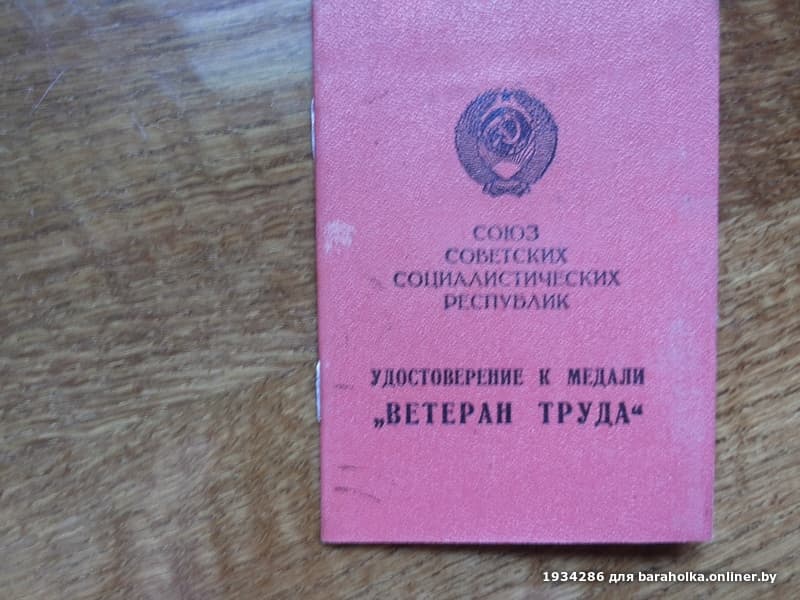 СОЮЗ
СОВЕТСКИХ
СОЦИАЛИСТИЧЕСКИХ
РЕСПУБЛИК
УДОСТОВЕРЕНИЕ К МЕДАЛИ
„ВЕТЕРАН ТРУДА“
1934286 для baraholka.onliner.by